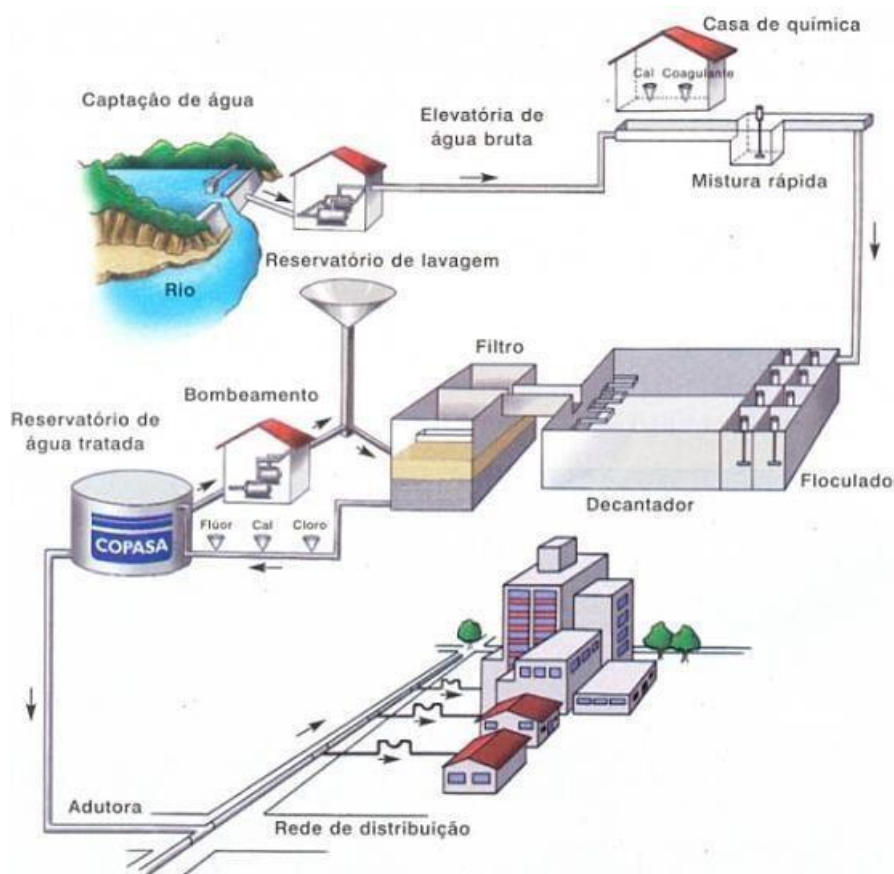 Casa de química
Cal Coagulante
Captação de água
Elevatória de
água bruta
Mistura rápida
Rio
Reservatório de lavagem
Filtro
Bombeamento
Reservatório de
água tratada
Decantador
Floculado
Flúor Cal Cloro
COPASA
Adutora
Rede de distribuição